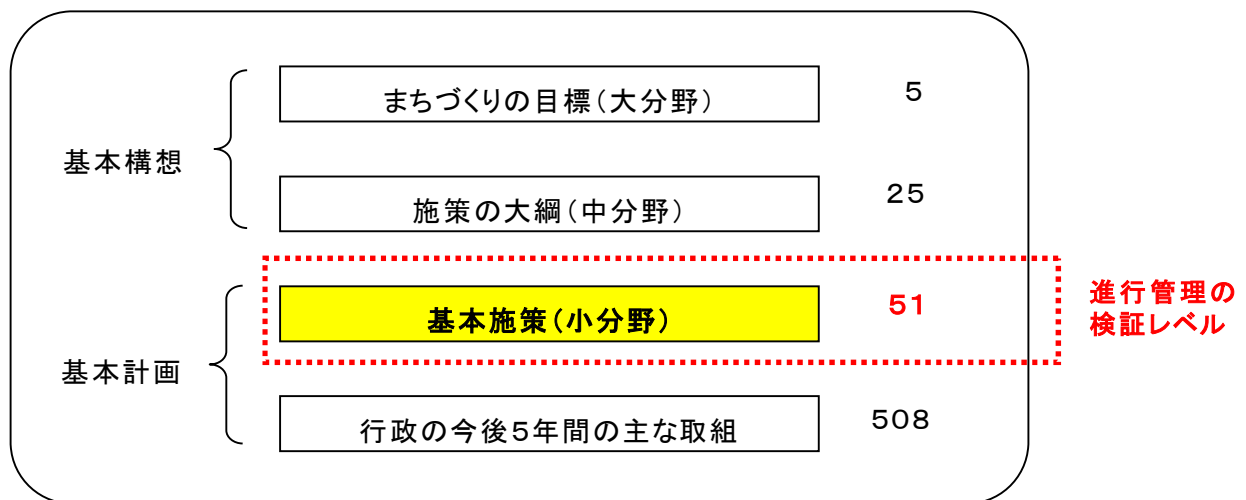 まちづくりの目標（大分野）
5
基本構想
施策の大綱（中分野）
25
基本施策（小分野）
51
進行管理の
検証レベル
基本計画
行政の今後5年間の主な取組
508